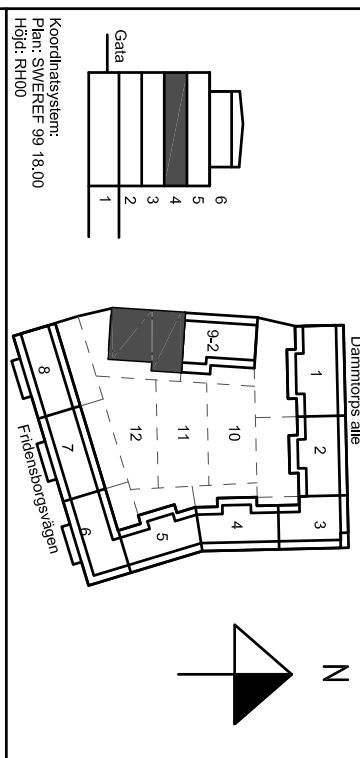 Koordinatsystem:
Plan: SWEREF 99 18.00
Höjd: RH00
Gata
1
2
3
4
5
6
Dammtorps alle
Fridensborgsvägen
1
2
3
4
5
6
7
8
9-2
10
11
12
N